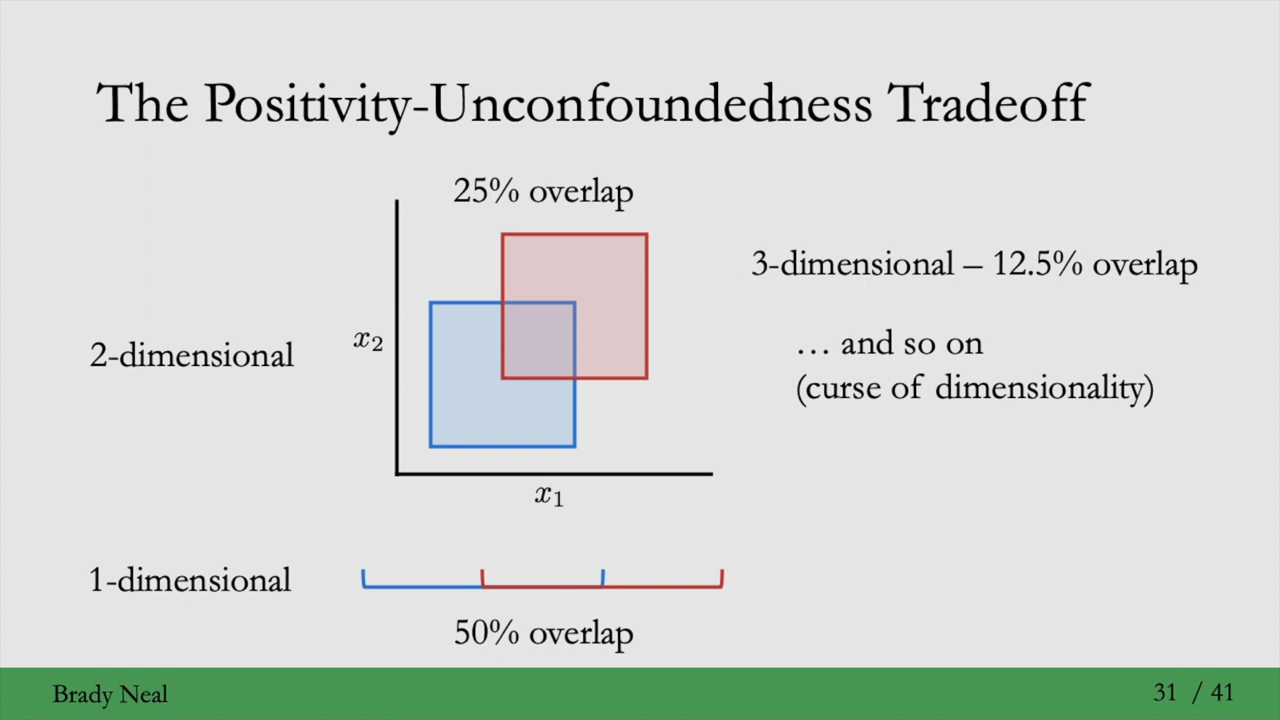 The Positivity-Unconfoundedness Tradeoff
25% overlap
3-dimensional – 12.5% overlap
x₂
2-dimensional
… and so on
(curse of dimensionality)
x₁
1-dimensional
50% overlap
Brady Neal
31 / 41